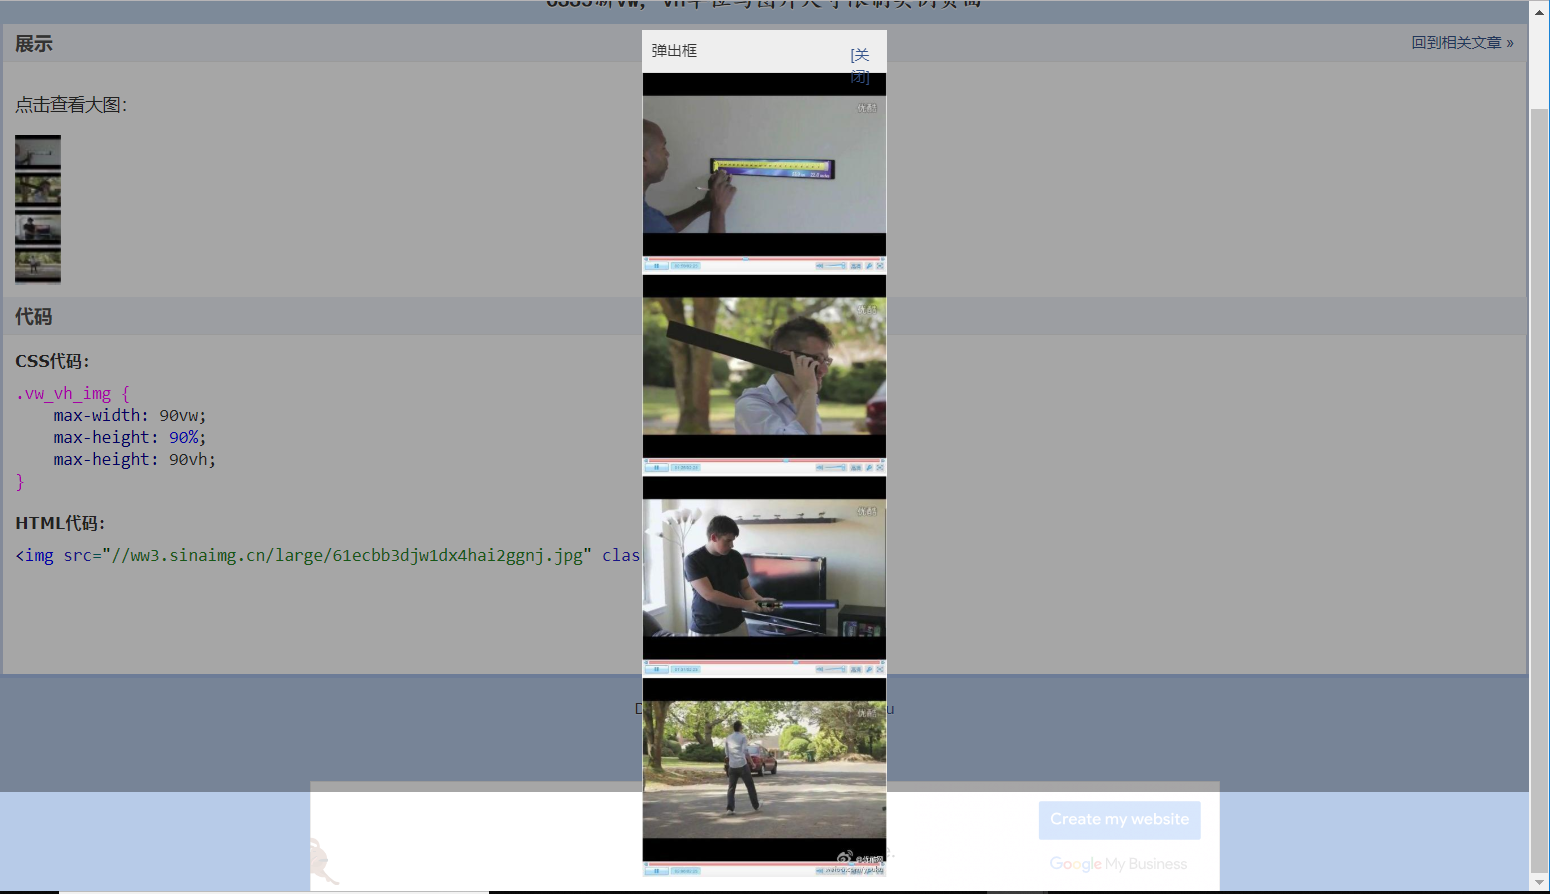 展示
回到相关文章 »
弹出框
[关
闭]
点击查看大图：
优酷
优酷
优酷
优酷
代码
CSS代码：
.vw_vh_img {
max-width: 90vw;
max-height: 90%;
max-height: 90vh;
}
HTML代码：
<img src="//ww3.sinaimg.cn/large/61ecbb3djw1dx4hai2ggnj.jpg" clas
D
u
Create my website
Google My Business